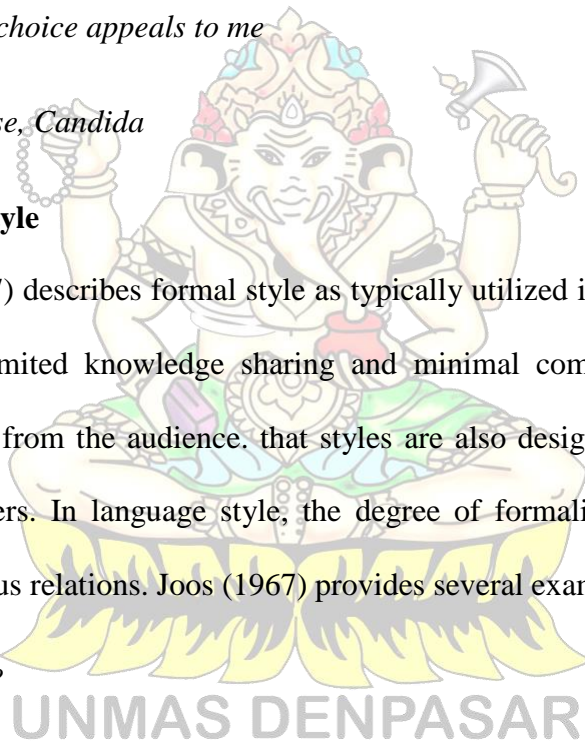 choice appeals to me
se, Candida
yle
7) describes formal style as typically utilized i
mited knowledge sharing and minimal com
from the audience. that styles are also desig
ers. In language style, the degree of formali
us relations. Joos (1967) provides several exam
?
UNMAS DENPASAR